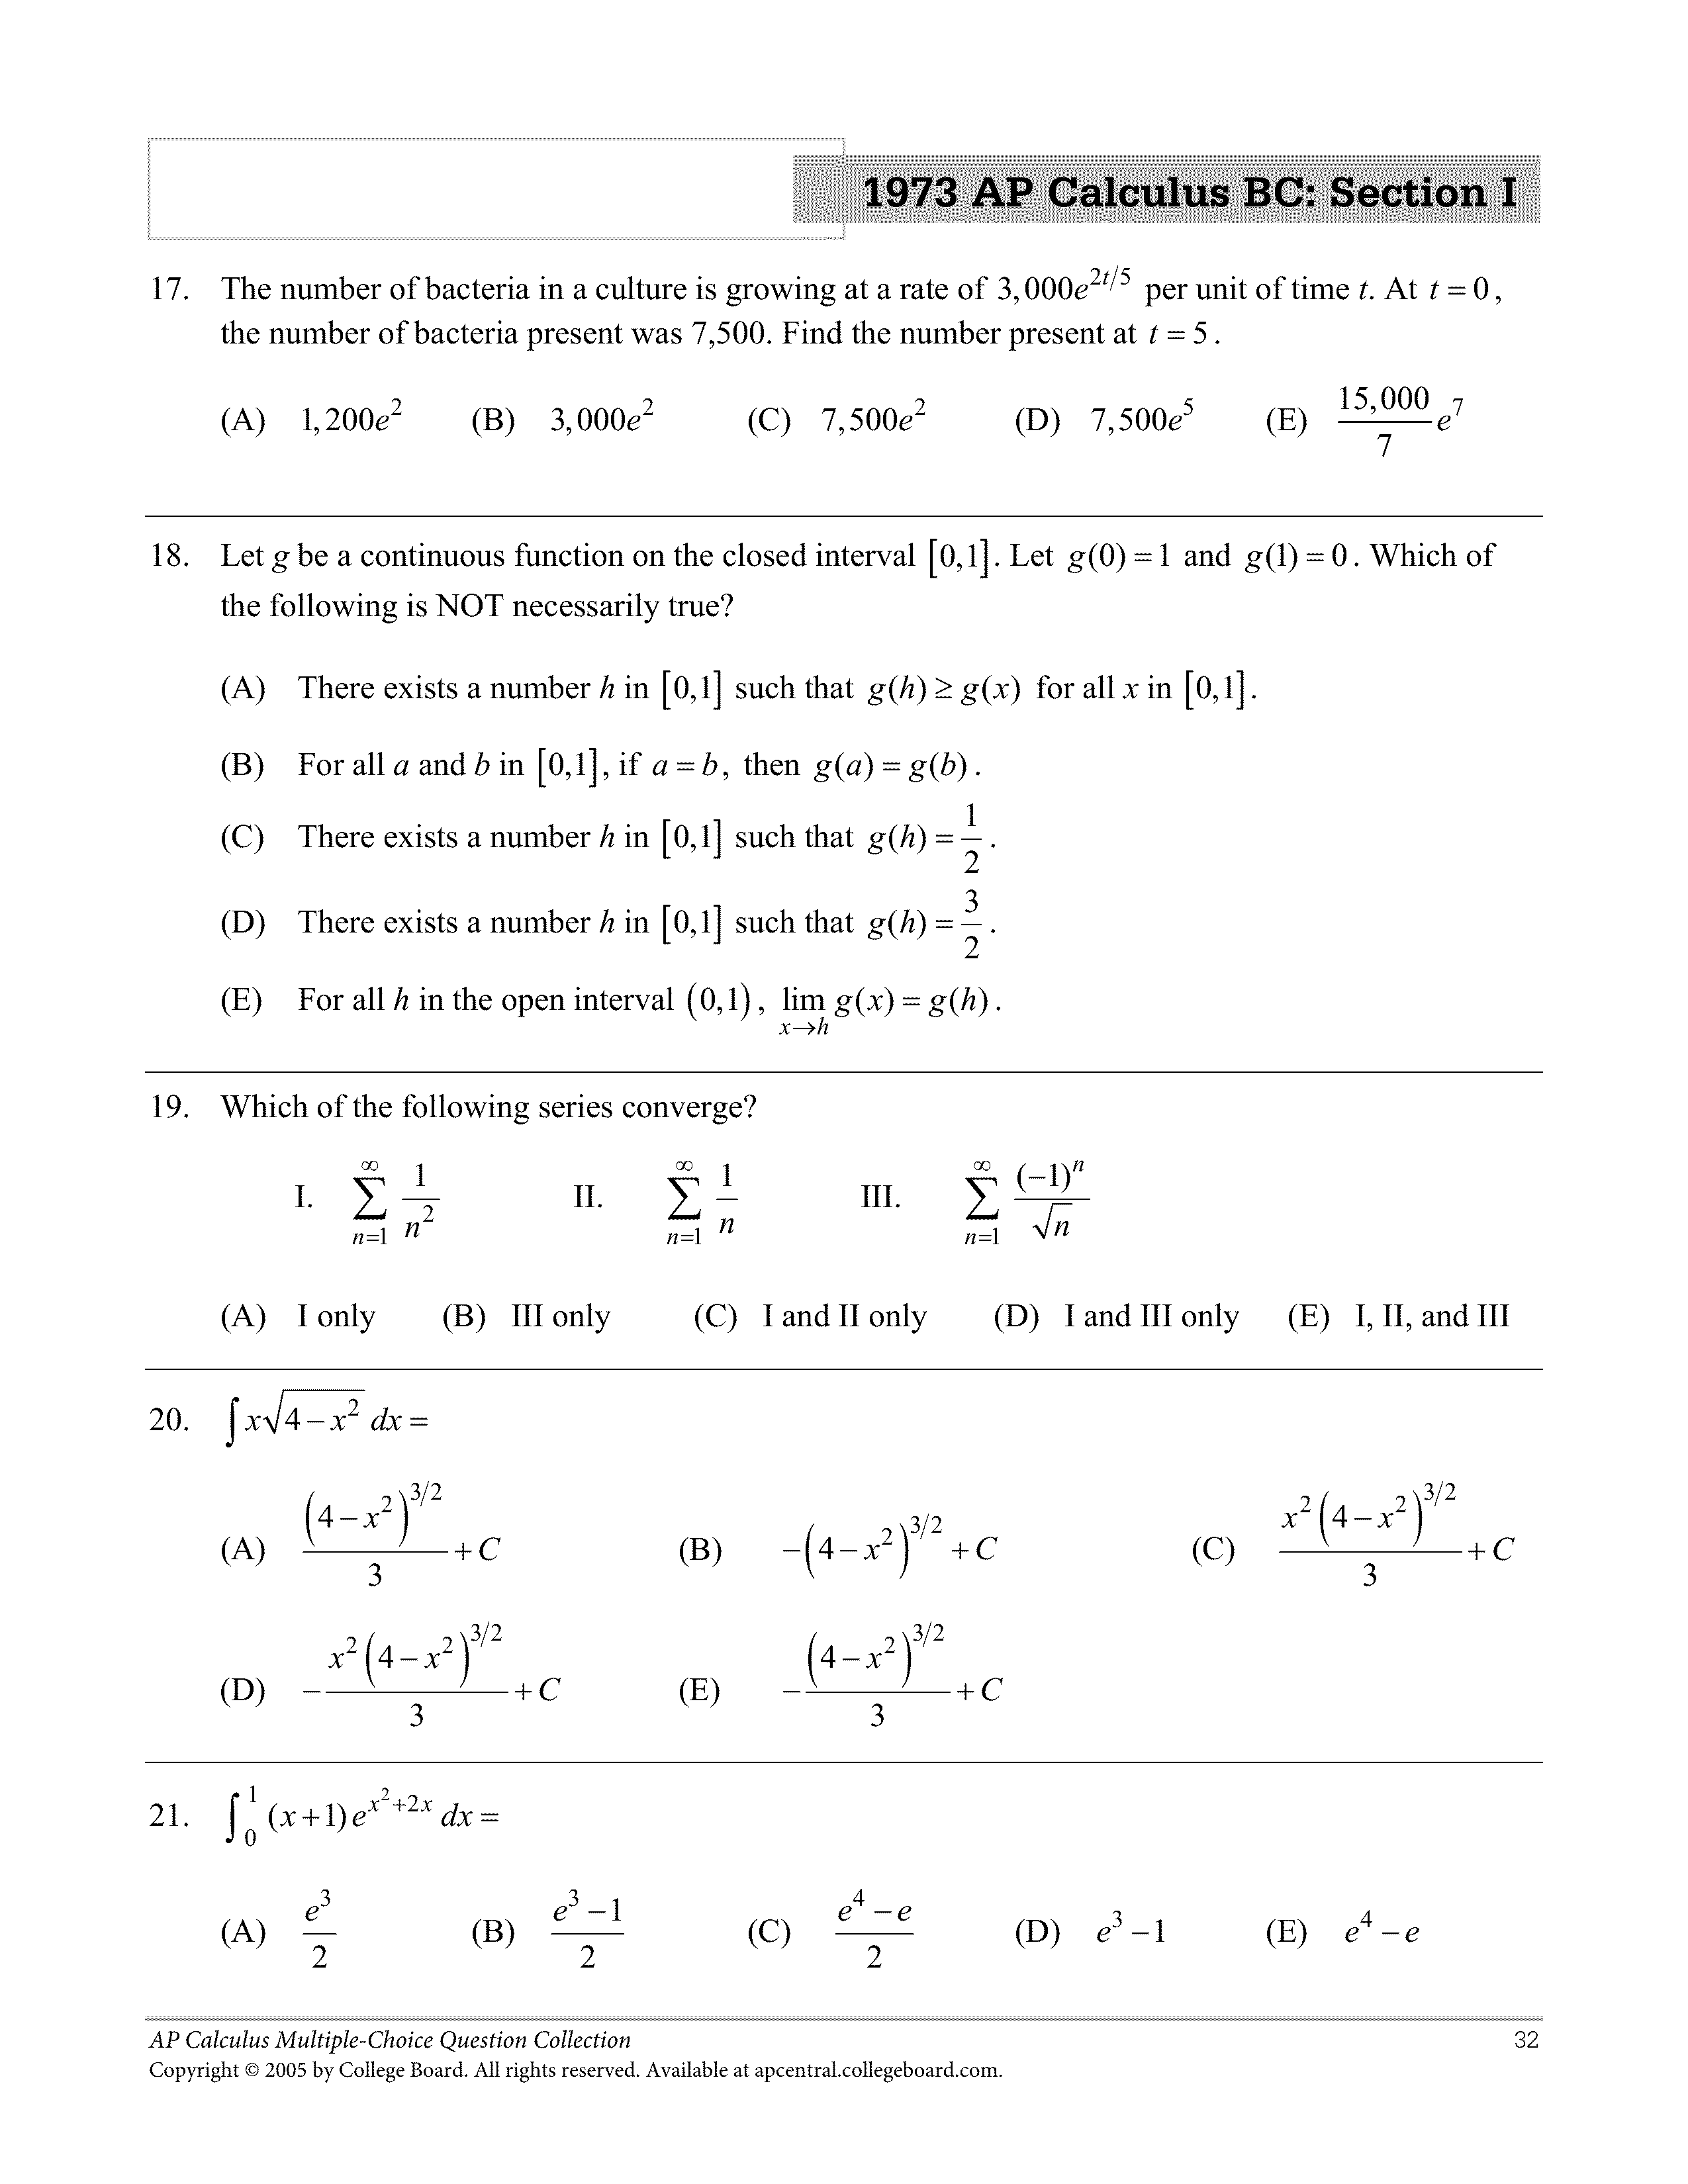 1973 AP Calculus BC: Section I
17. The number of bacteria in a culture is growing at a rate of 3,000e^{2t/5} per unit of time t. At t = 0,
the number of bacteria present was 7,500. Find the number present at t = 5.
(A) 1,200e^2 (B) 3,000e^2 (C) 7,500e^2 (D) 7,500e^5 (E) \frac{15,000}{7}e^7
18. Let g be a continuous function on the closed interval [0,1]. Let g(0) = 1 and g(1) = 0. Which of
the following is NOT necessarily true?
(A) There exists a number h in [0,1] such that g(h) ≥ g(x) for all x in [0,1].
(B) For all a and b in [0,1], if a = b, then g(a) = g(b).
(C) There exists a number h in [0,1] such that g(h) = \frac{1}{2}.
(D) There exists a number h in [0,1] such that g(h) = \frac{3}{2}.
(E) For all h in the open interval (0,1), \lim_{x→h} g(x) = g(h).
19. Which of the following series converge?
I. \sum_{n=1}^{∞} \frac{1}{n^2} II. \sum_{n=1}^{∞} \frac{1}{n} III. \sum_{n=1}^{∞} \frac{(-1)^n}{\sqrt{n}}
(A) I only (B) III only (C) I and II only (D) I and III only (E) I, II, and III
20. ∫ x\sqrt{4-x^2} dx =
(A) \frac{(4-x^2)^{3/2}}{3} + C (B) -(4-x^2)^{3/2} + C (C) \frac{x^2(4-x^2)^{3/2}}{3} + C
(D) -\frac{x^2(4-x^2)^{3/2}}{3} + C (E) -\frac{(4-x^2)^{3/2}}{3} + C
21. ∫_0^1 (x+1)e^{x^2+2x} dx =
(A) \frac{e^3}{2} (B) \frac{e^3-1}{2} (C) \frac{e^4-e}{2} (D) e^3-1 (E) e^4-e
AP Calculus Multiple-Choice Question Collection 32
Copyright © 2005 by College Board. All rights reserved. Available at apcentral.collegeboard.com.